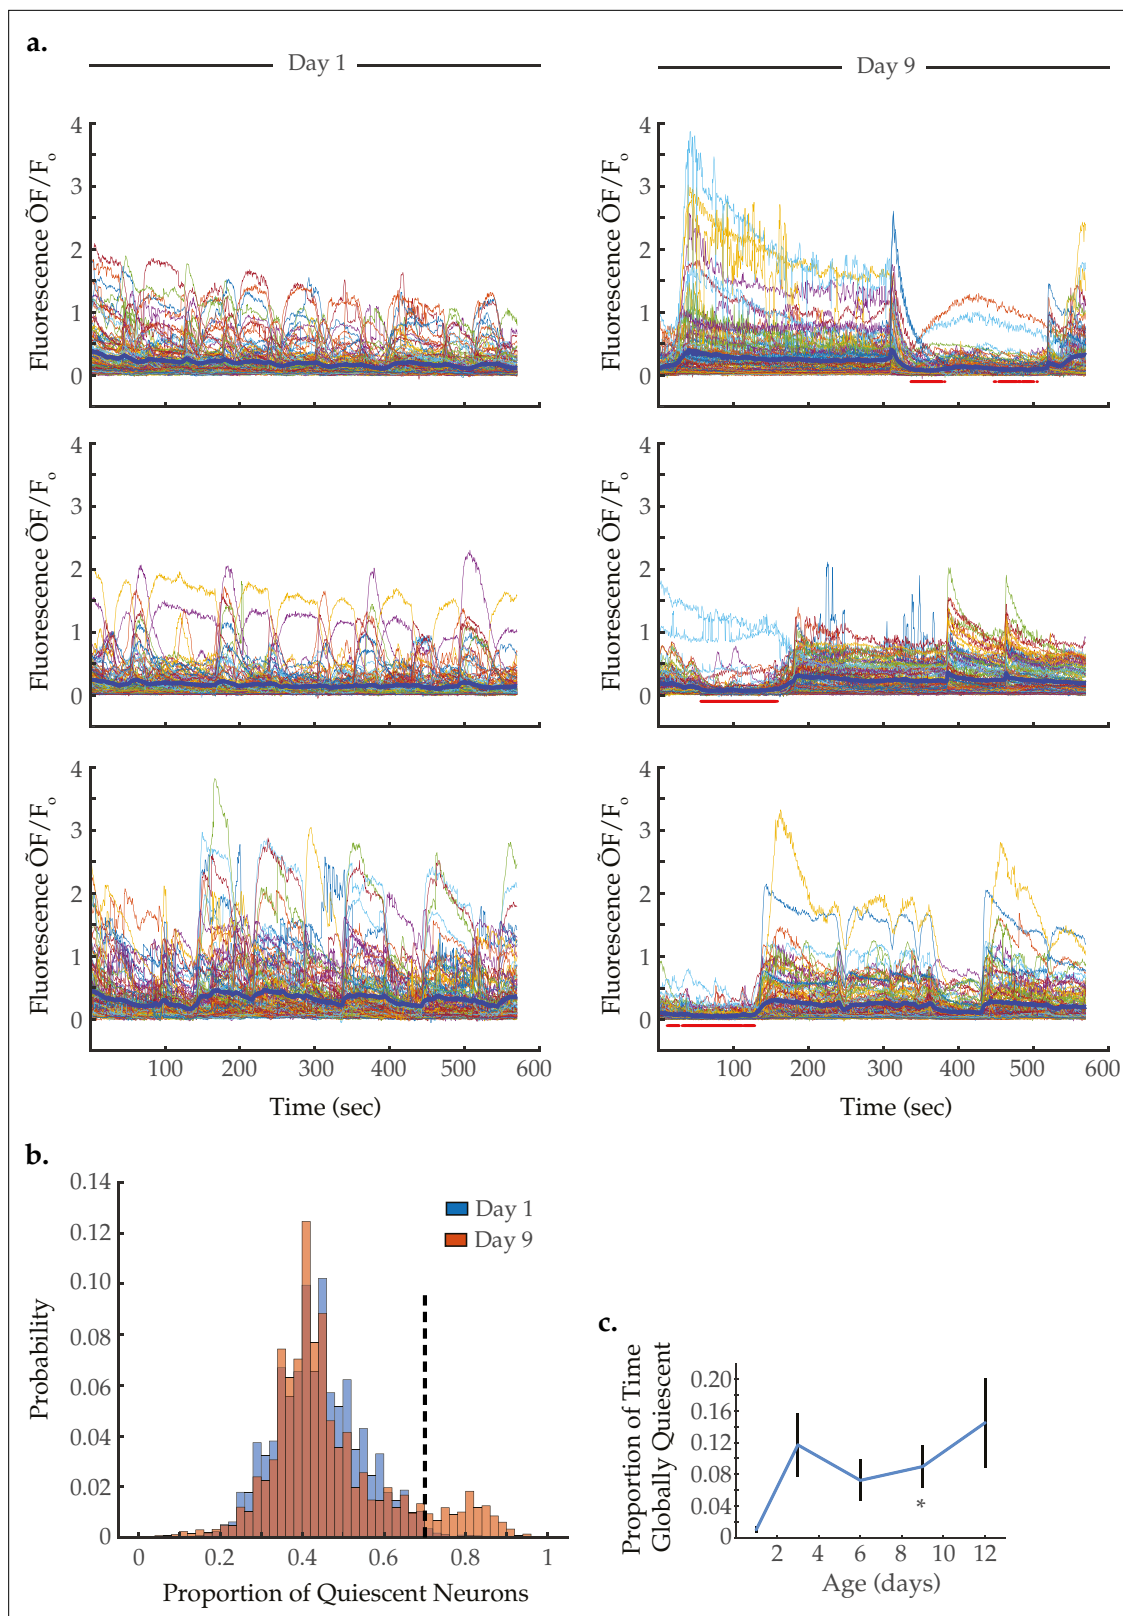 a.
Day 1
Day 9
4
3
2
1
0
Fluorescence ÕF/Fₒ
4
3
2
1
0
Fluorescence ÕF/Fₒ
4
3
2
1
0
Fluorescence ÕF/Fₒ
4
3
2
1
0
Fluorescence ÕF/Fₒ
4
3
2
1
0
Fluorescence ÕF/Fₒ
100 200 300 400 500 600
Time (sec)
4
3
2
1
0
Fluorescence ÕF/Fₒ
100 200 300 400 500 600
Time (sec)
b.
0.14
0.12
0.10
0.08
0.06
0.04
0.02
0
Probability
Day 1
Day 9
0 0.2 0.4 0.6 0.8 1
Proportion of Quiescent Neurons
c.
Proportion of Time
Globally Quiescent
0.20
0.16
0.12
0.08
0.04
0
*
2 4 6 8 10 12
Age (days)